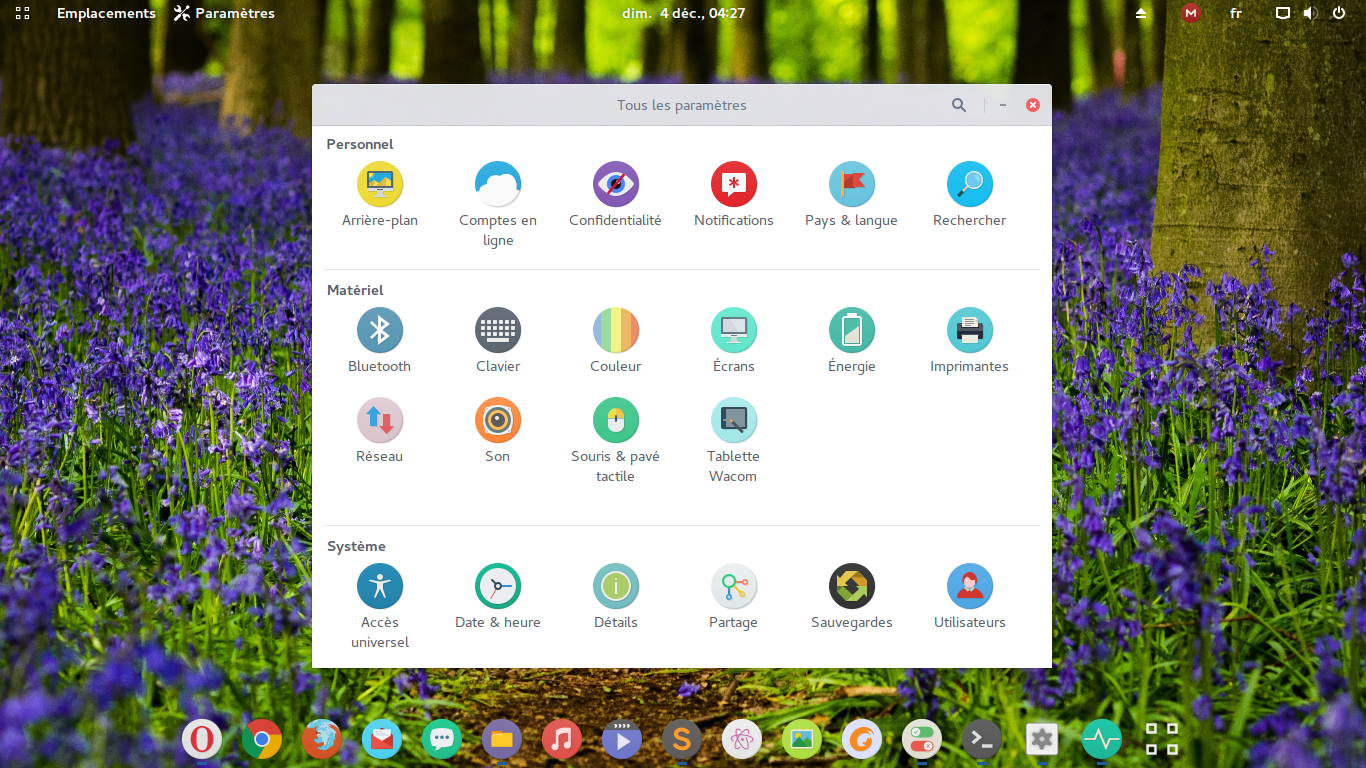 Emplacements Paramètres dim. 4 déc., 04:27 M fr
Tous les paramètres
Personnel
Arrière-plan Comptes en ligne Confidentialité Notifications Pays & langue Rechercher
Matériel
Bluetooth Clavier Couleur Écrans Énergie Imprimantes
Réseau Son Souris & pavé tactile Tablette Wacom
Système
Accès universel Date & heure Détails Partage Sauvegardes Utilisateurs